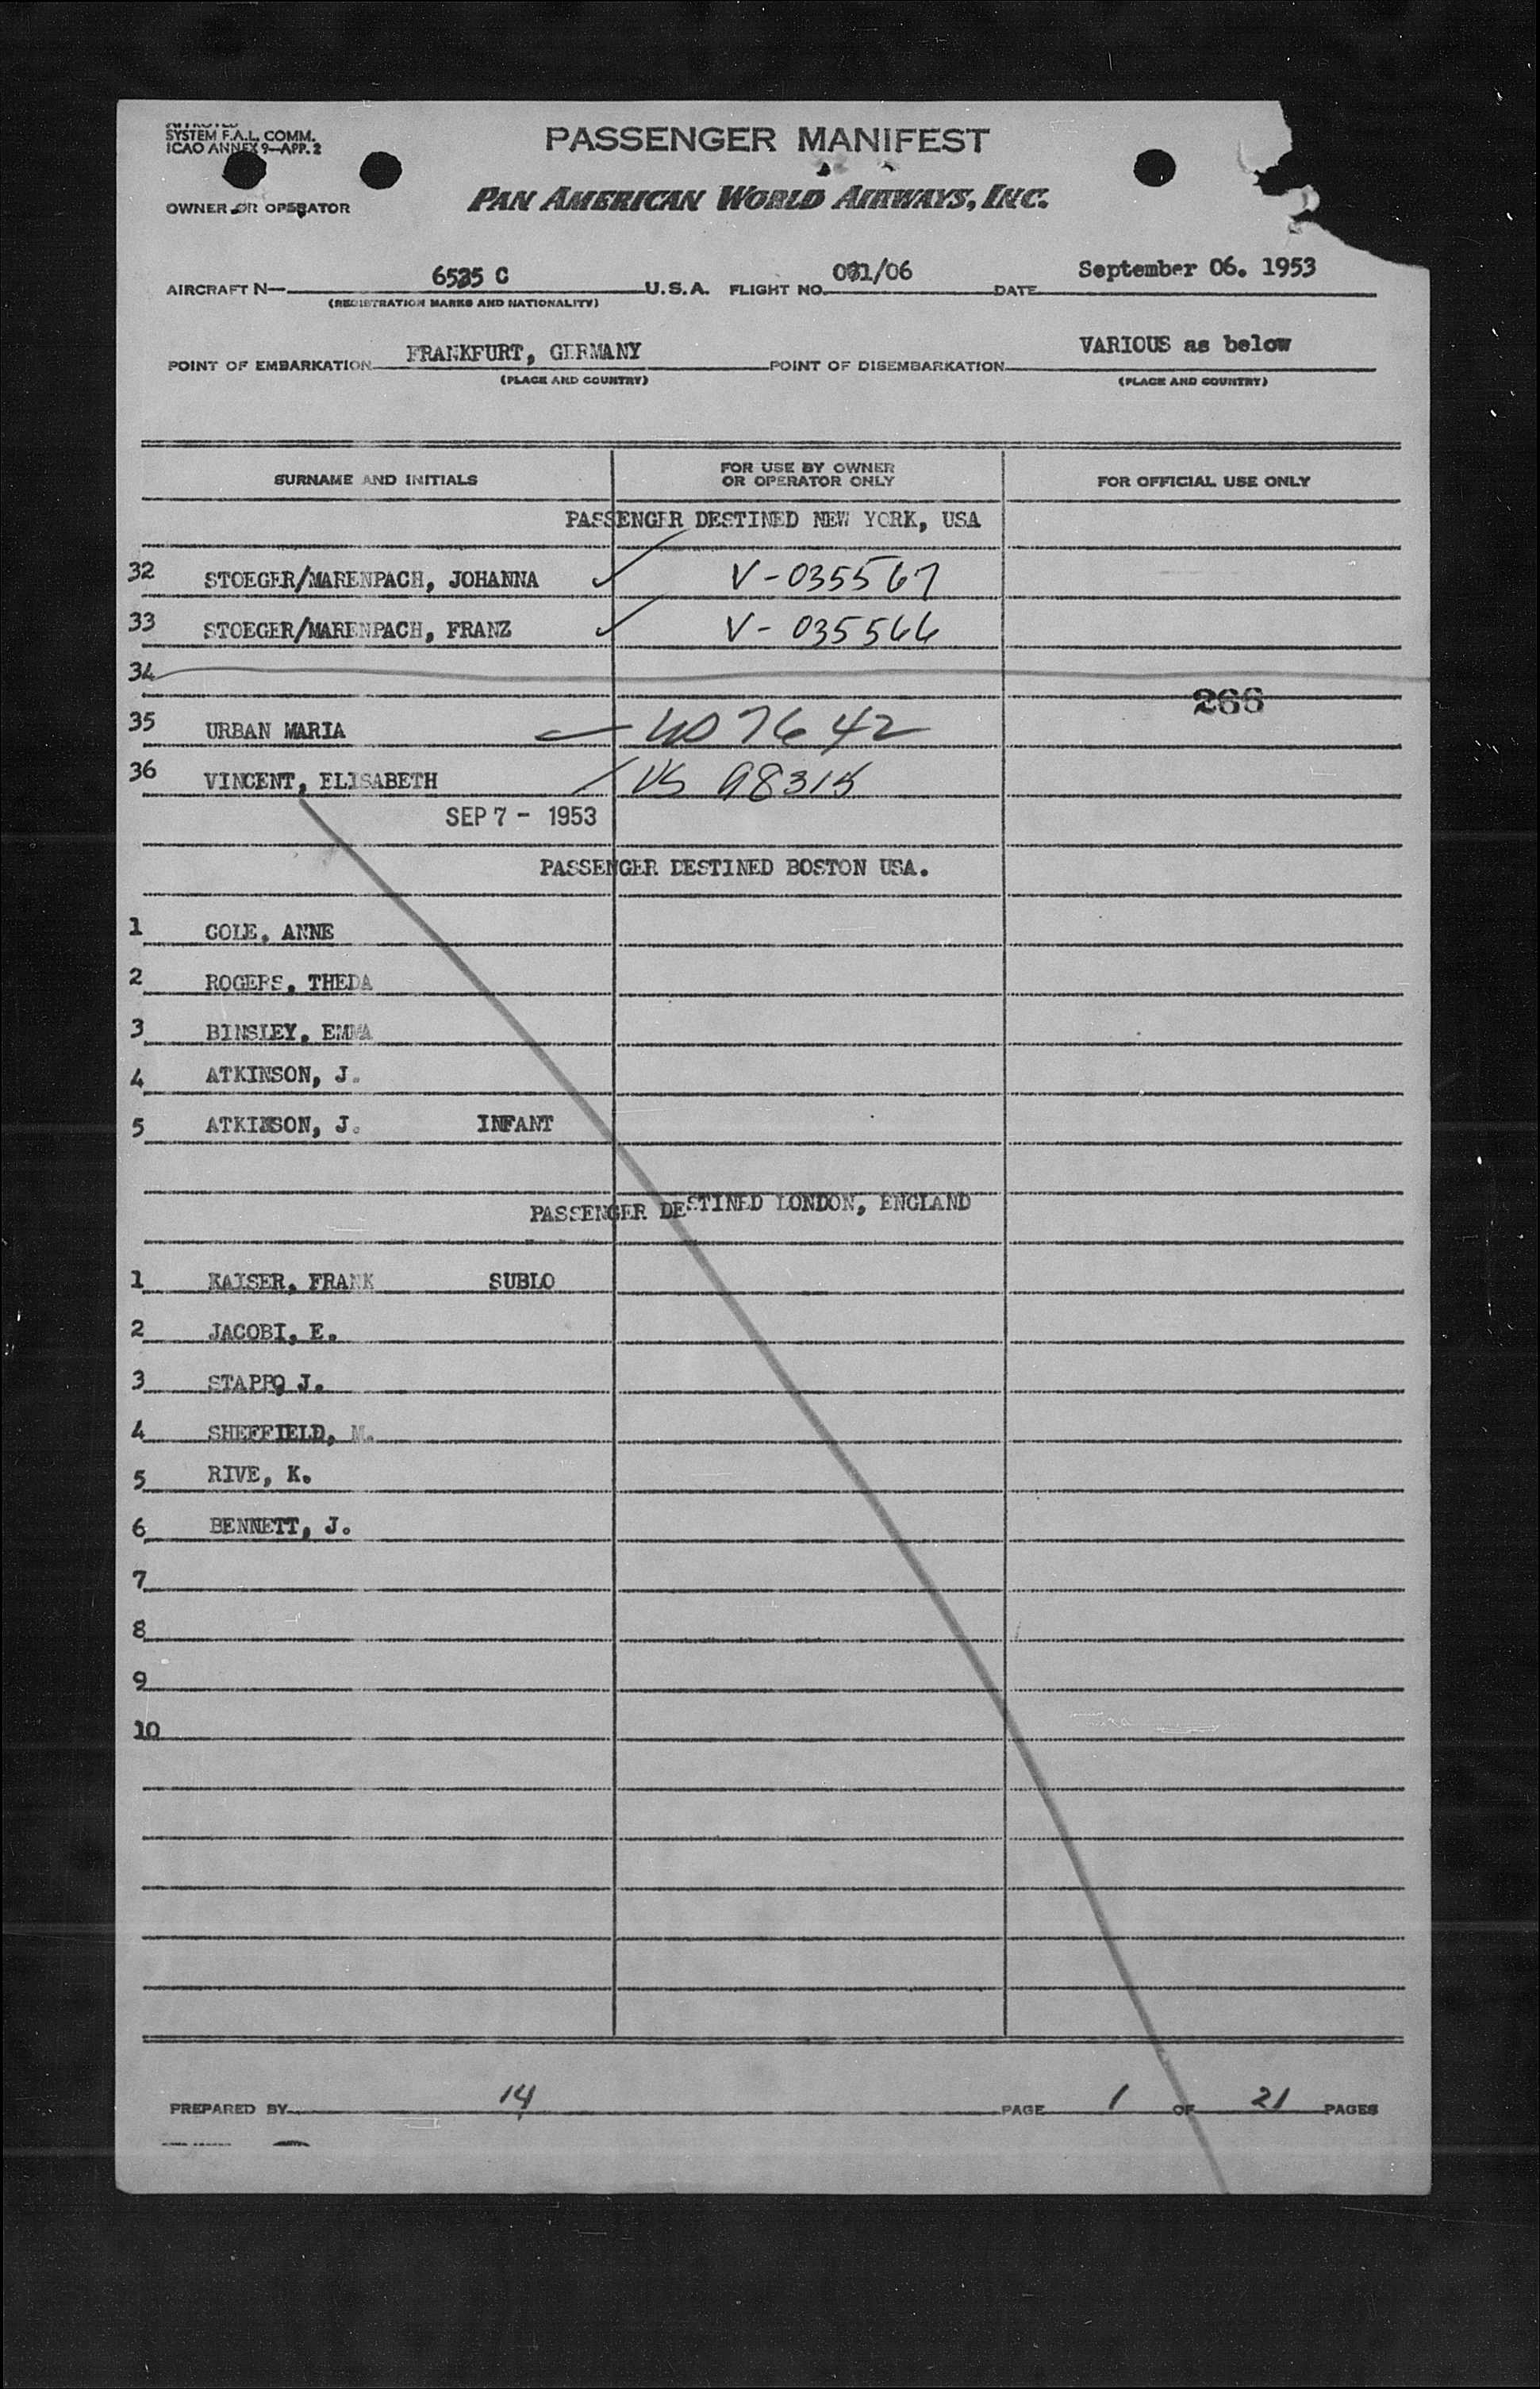 SYSTEM F.A.L. COMM.
ICAO ANNEX 9—APP. 2
PASSENGER MANIFEST
OWNER OR OPERATOR
PAN AMERICAN WORLD AIRWAYS, INC.
AIRCRAFT N— C U.S.A. FLIGHT NO. DATE September 06. 1953
(REGISTRATION MARKS AND NATIONALITY)
POINT OF EMBARKATION FRANKFURT, GERMANY POINT OF DISEMBARKATION VARIOUS as below
(PLACE AND COUNTRY) (PLACE AND COUNTRY)
SURNAME AND INITIALS FOR USE BY OWNER OR OPERATOR ONLY FOR OFFICIAL USE ONLY
PASSENGER DESTINED NEW YORK, USA
32 STOEGER/MARENPACH, JOHANNA V-035567
33 STOEGER/MARENPACH, FRANZ V-035566
34
266
35 URBAN MARIA 7642
36 VINCENT, ELISABETH
SEP 7 - 1953
PASSENGER DESTINED BOSTON USA.
1 COLE, ANNE
2 ROGERS, THEDA
3 BINSLEY, EMMA
4 ATKINSON, J.
5 ATKINSON, J. INFANT
PASSENGER DESTINED LONDON, ENGLAND
1 KAISER, FRANK SUBLO
2 JACOBI, E.
3 J.
4 SHEFFIELD, M.
5 RIVE, K.
6 BENNETT, J.
7
8
9
10
PREPARED BY 14 PAGE 1 OF 21 PAGES